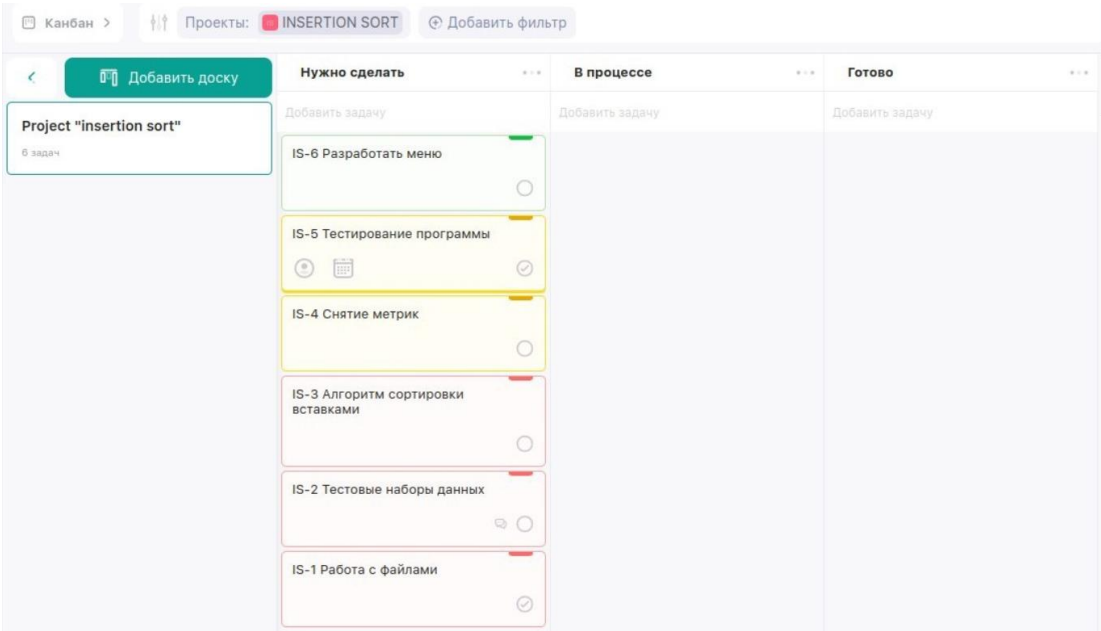 Канбан >
Проекты: INSERTION SORT
Добавить фильтр
Добавить доску
Project "insertion sort"
6 задач
Нужно сделать
Добавить задачу
IS-6 Разработать меню
IS-5 Тестирование программы
IS-4 Снятие метрик
IS-3 Алгоритм сортировки
вставками
IS-2 Тестовые наборы данных
IS-1 Работа с файлами
В процессе
Добавить задачу
Готово
Добавить задачу